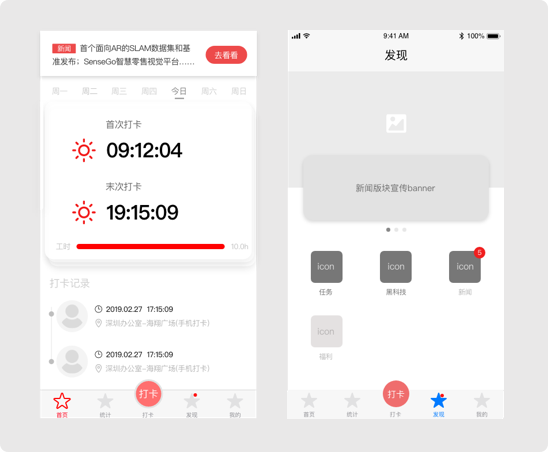 新闻 首个面向AR的SLAM数据集和基
准发布；SenseGo智慧零售视觉平台......
去看看
周一 周二 周三 周四 今日 周六 周日
首次打卡
09:12:04
末次打卡
19:15:09
工时 10.0h
打卡记录
2019.02.27 17:15:09
深圳办公室-海翔广场(手机打卡)
2019.02.27 17:15:09
深圳办公室-海翔广场(手机打卡)
首页 统计 打卡 打卡 发现 我的
9:41 AM 100%
发现
新闻版块宣传banner
icon icon icon 5
任务 黑科技 新闻
icon
福利
首页 统计 打卡 打卡 发现 我的